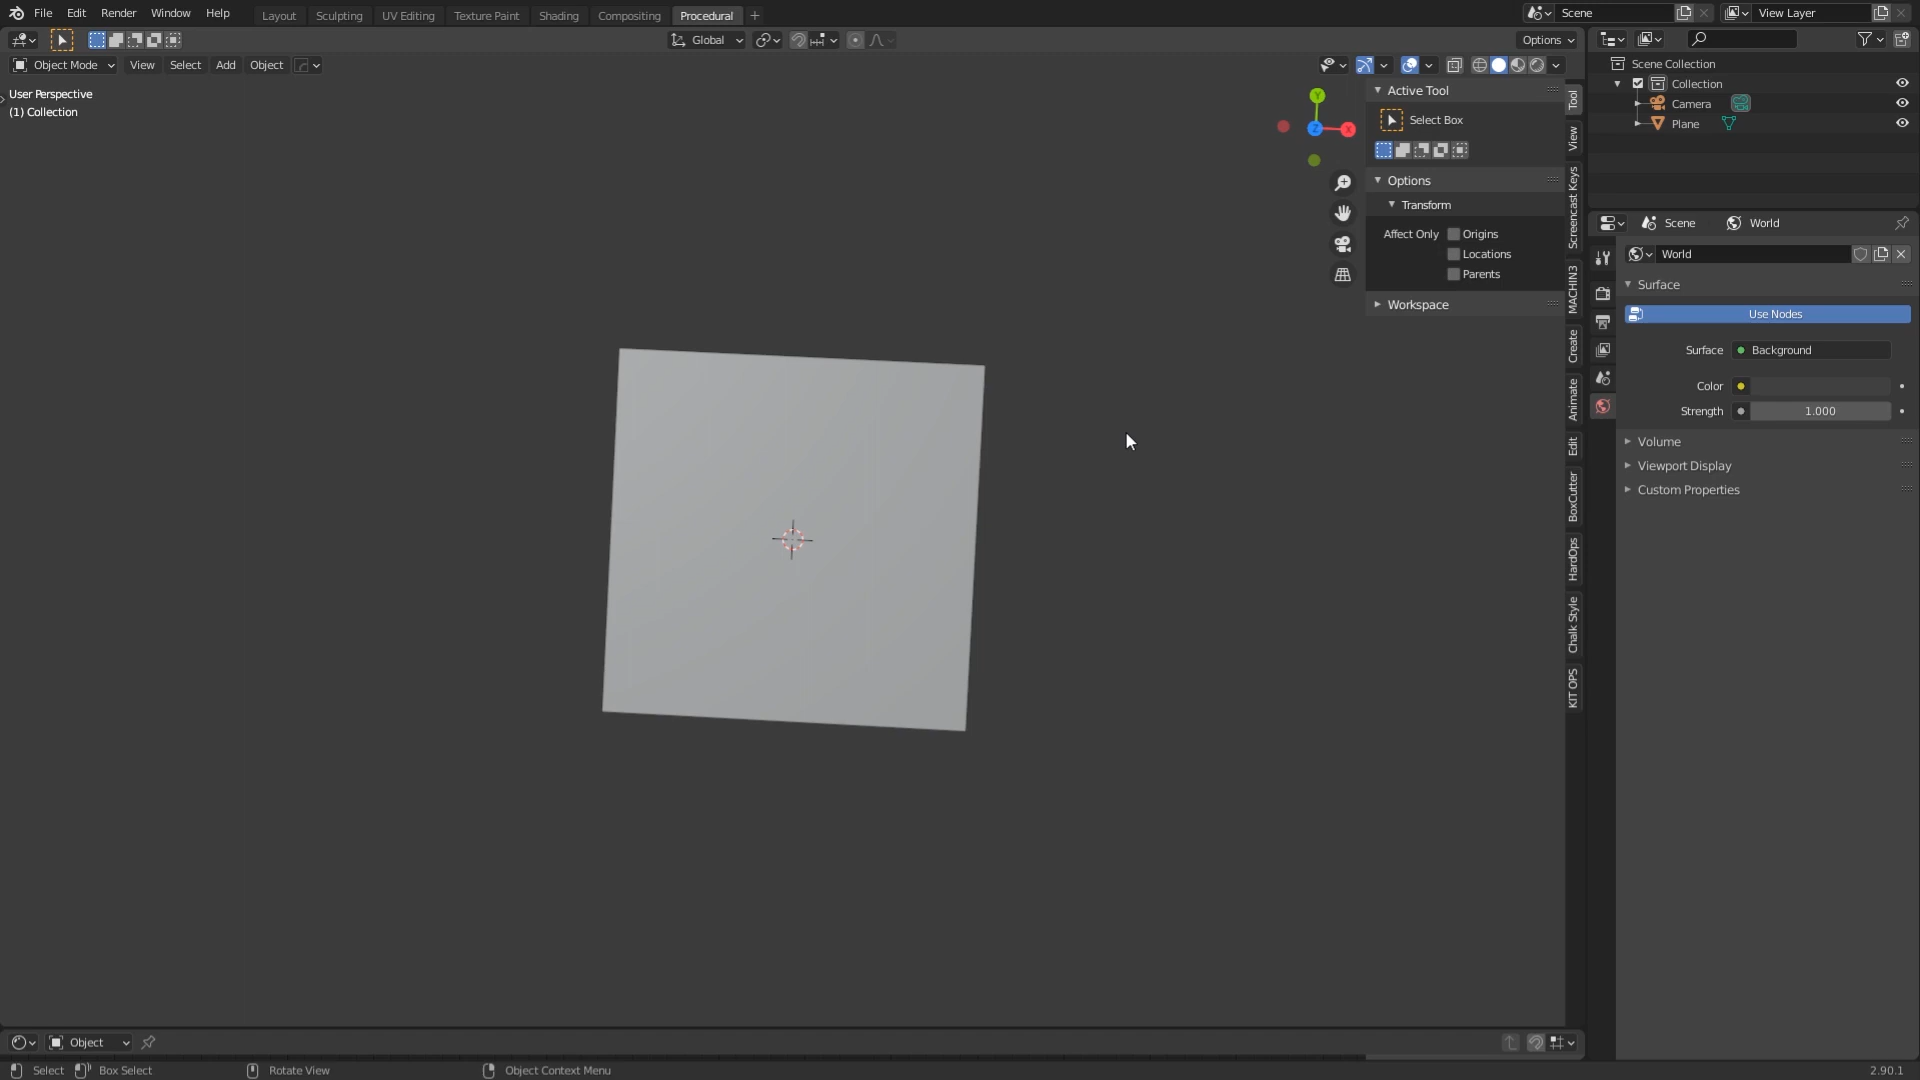 File Edit Render Window Help Layout Sculpting UV Editing Texture Paint Shading Compositing Procedural + Scene View Layer
Global Options
Object Mode View Select Add Object
User Perspective
(1) Collection
Y
Z X
Active Tool
Select Box
Options
Transform
Affect Only Origins
Locations
Parents
Workspace
Tool
View
Screencast Keys
MACHIN3
Create
Animate
Edit
BoxCutter
HardOps
Chalk Style
KIT OPS
Scene Collection
Collection
Camera
Plane
Scene World
World
Surface
Use Nodes
Surface Background
Color
Strength 1.000
Volume
Viewport Display
Custom Properties
Object
Select Box Select Rotate View Object Context Menu 2.90.1